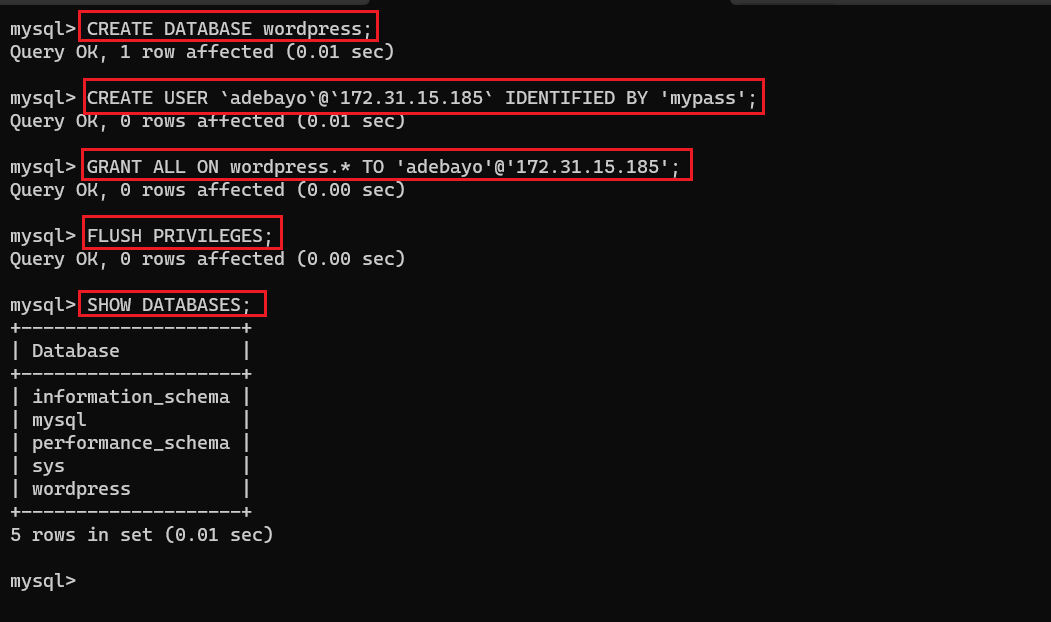 mysql> CREATE DATABASE wordpress;
Query OK, 1 row affected (0.01 sec)
mysql> CREATE USER `adebayo`@`172.31.15.185` IDENTIFIED BY 'mypass';
Query OK, 0 rows affected (0.01 sec)
mysql> GRANT ALL ON wordpress.* TO 'adebayo'@'172.31.15.185';
Query OK, 0 rows affected (0.00 sec)
mysql> FLUSH PRIVILEGES;
Query OK, 0 rows affected (0.00 sec)
mysql> SHOW DATABASES;
+--------------------+
| Database           |
+--------------------+
| information_schema |
| mysql              |
| performance_schema |
| sys                |
| wordpress          |
+--------------------+
5 rows in set (0.01 sec)
mysql>